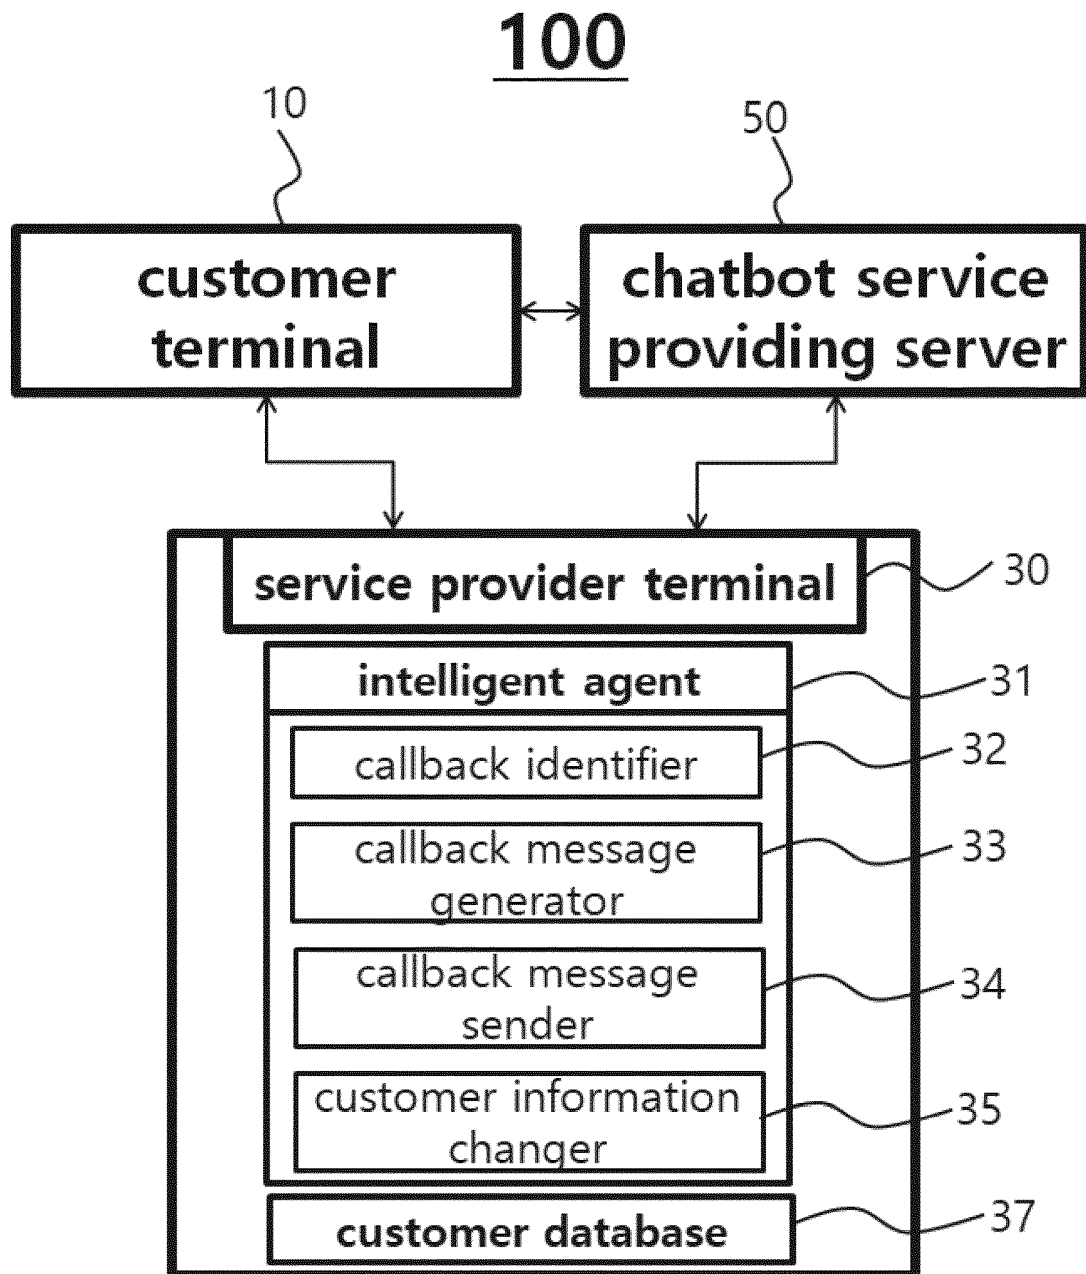 100
10
50
customer
terminal
chatbot service
providing server
service provider terminal
30
intelligent agent
31
callback identifier
32
callback message
generator
33
callback message
sender
34
customer information
changer
35
customer database
37